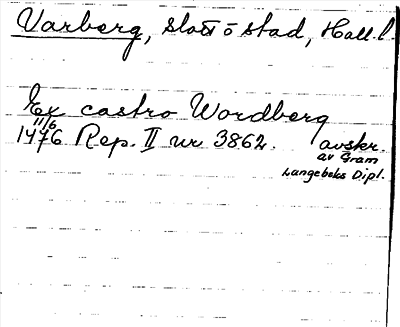 Varberg, slott o stad, Hall.l.
Ex castro Wordberg
11/6
1476 Rep. II nr 3862. avskr.
av Gram
Langebeks Dipl.